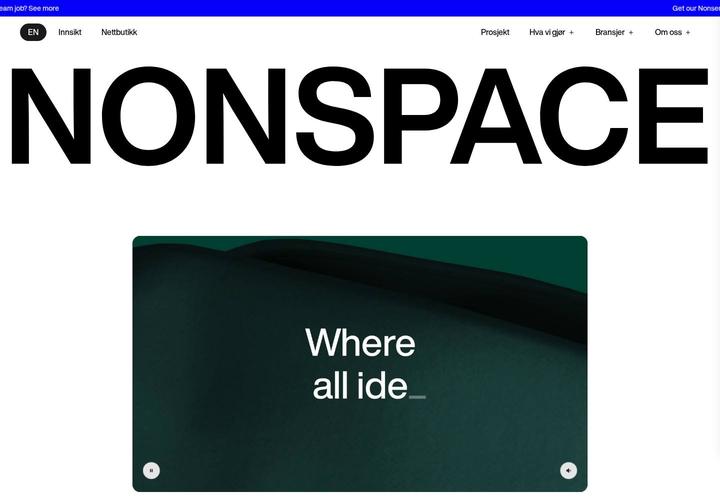 eam job? See more
Get our Nonser
EN
Innsikt
Nettbutikk
Prosjekt
Hva vi gjør +
Bransjer +
Om oss +
NONSPACE
Where
all ide_